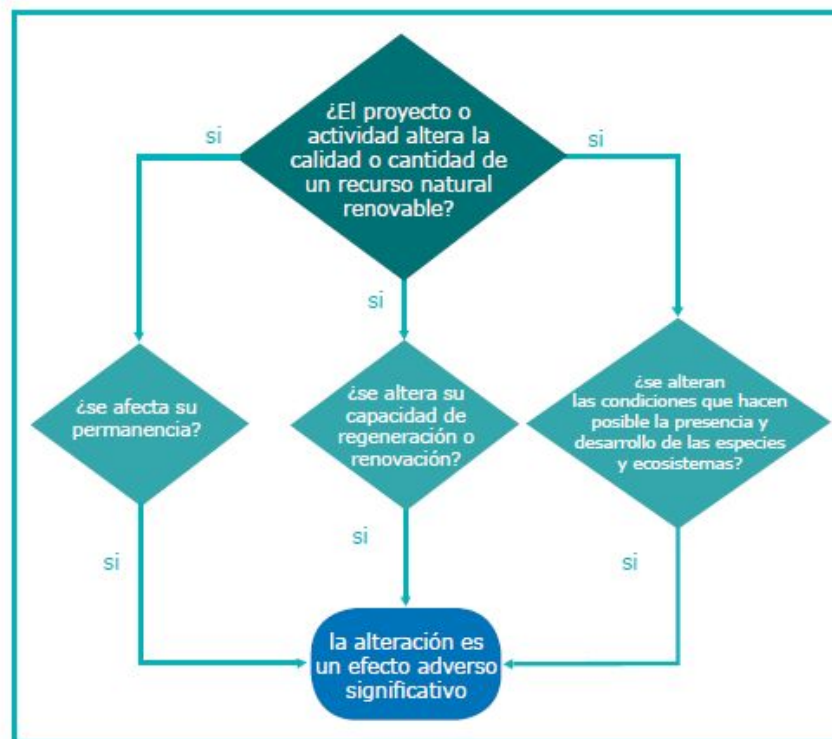 ¿El proyecto o
actividad altera la
calidad o cantidad de
un recurso natural
renovable?
si
si
si
¿se afecta su
permanencia?
¿se altera su
capacidad de
regeneración o
renovación?
¿se alteran
las condiciones que hacen
posible la presencia y
desarrollo de las especies
y ecosistemas?
si
si
si
la alteración es
un efecto adverso
significativo